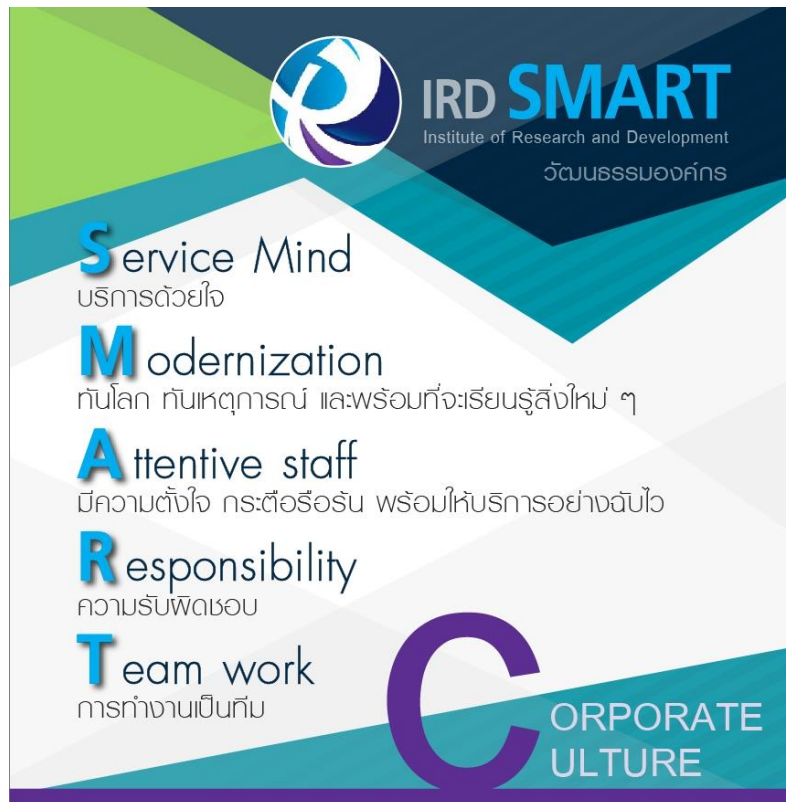 IRD SMART
Institute of Research and Development
วัฒนธรรมองค์กร
Service Mind
บริการด้วยใจ
Modernization
ทันโลก ทันเหตุการณ์ และพร้อมที่จะเรียนรู้สิ่งใหม่ ๆ
Attentive staff
มีความตั้งใจ กระตือรือร้น พร้อมให้บริการอย่างฉับไว
Responsibility
ความรับผิดชอบ
Team work
การทำงานเป็นทีม
CORPORATE
CULTURE